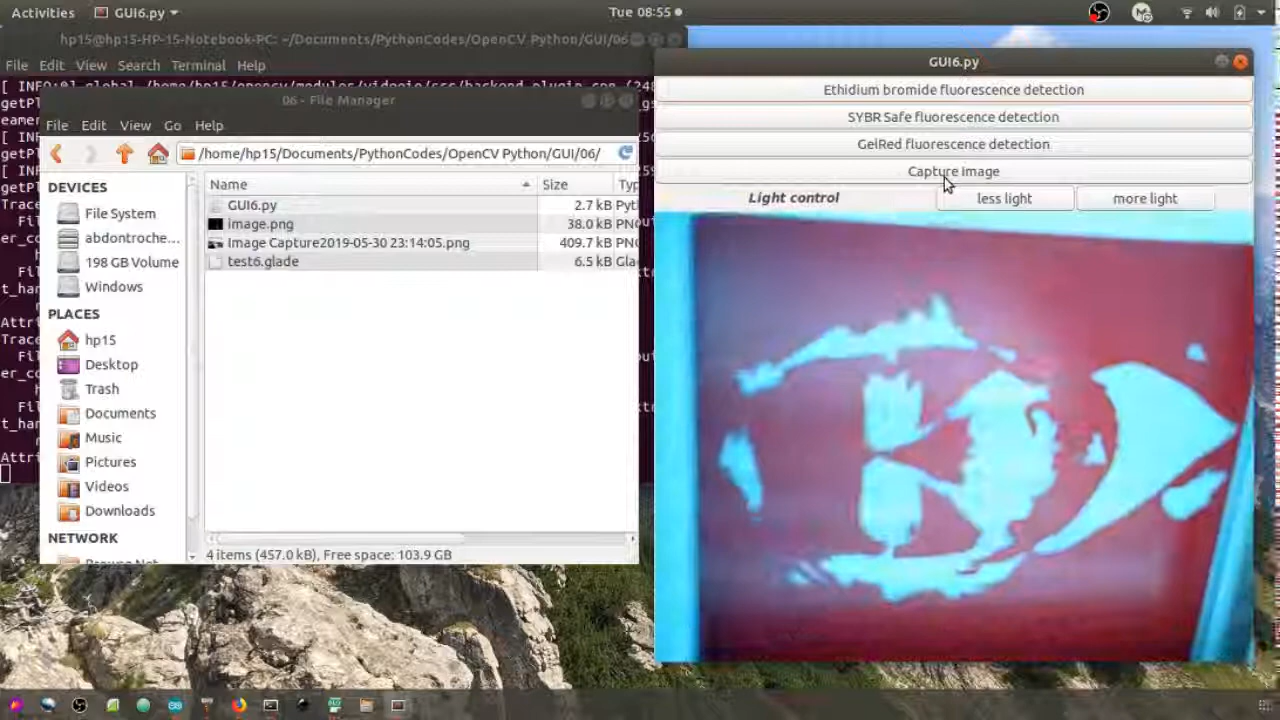 Activities GUI6.py Tue 08:55
hp15@hp15-HP-15-Notebook-PC: ~/Documents/PythonCodes/OpenCV Python/GUI/06
File Edit View Search Terminal Help
06 - File Manager
File Edit View Go Help
/home/hp15/Documents/PythonCodes/OpenCV Python/GUI/06/
DEVICES
File System
abdontroche...
198 GB Volume
Windows
PLACES
hp15
Desktop
Trash
Documents
Music
Pictures
Videos
Downloads
NETWORK
Name Size Typ
GUI6.py 2.7 kB Pyt
image.png 38.0 kB PNG
Image Capture2019-05-30 23:14:05.png 409.7 kB PNG
test6.glade 6.5 kB Gla
4 items (457.0 kB), Free space: 103.9 GB
GUI6.py
Ethidium bromide fluorescence detection
SYBR Safe fluorescence detection
GelRed fluorescence detection
Capture image
Light control less light more light